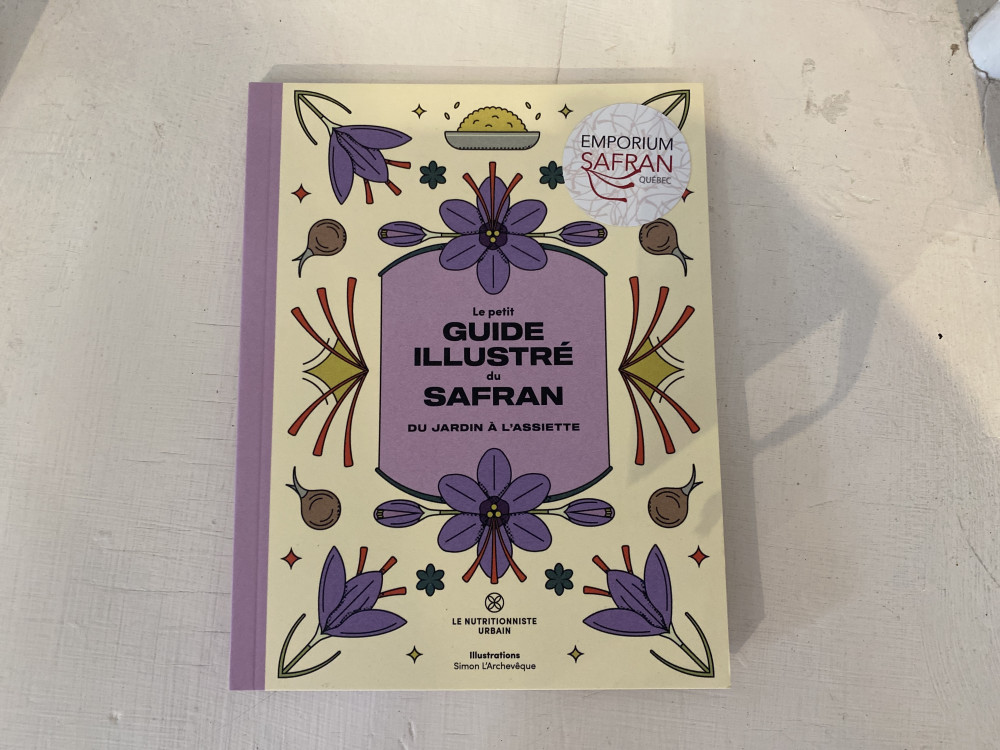 EMPORIUM
SAFRAN
QUÉBEC
Le petit
GUIDE
ILLUSTRÉ
du
SAFRAN
DU JARDIN À L'ASSIETTE
LE NUTRITIONNISTE
URBAIN
Illustrations
Simon L'Archevêque